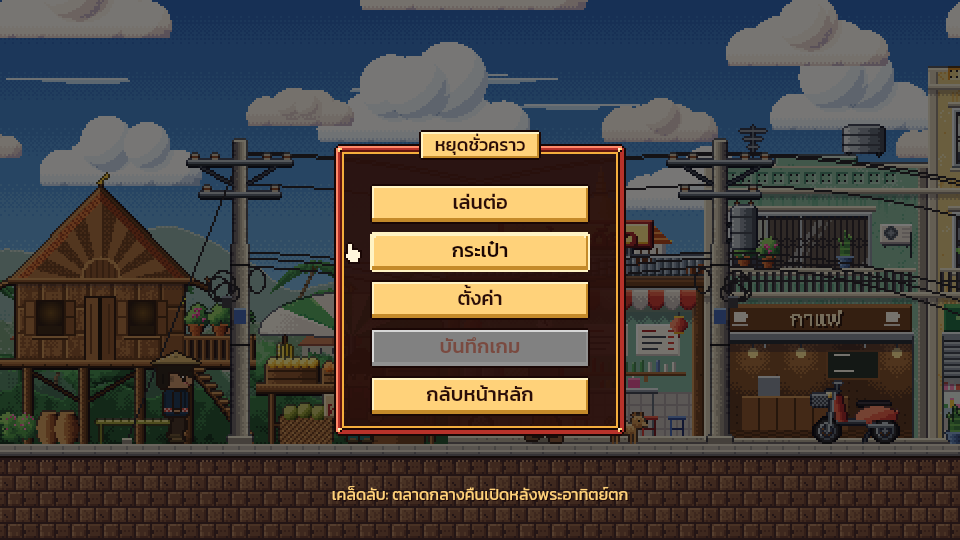 หยุดชั่วคราว
เล่นต่อ
กระเป๋า
ตั้งค่า
บันทึกเกม
กลับหน้าหลัก
กาแฟ
เคล็ดลับ: ตลาดกลางคืนเปิดหลังพระอาทิตย์ตก